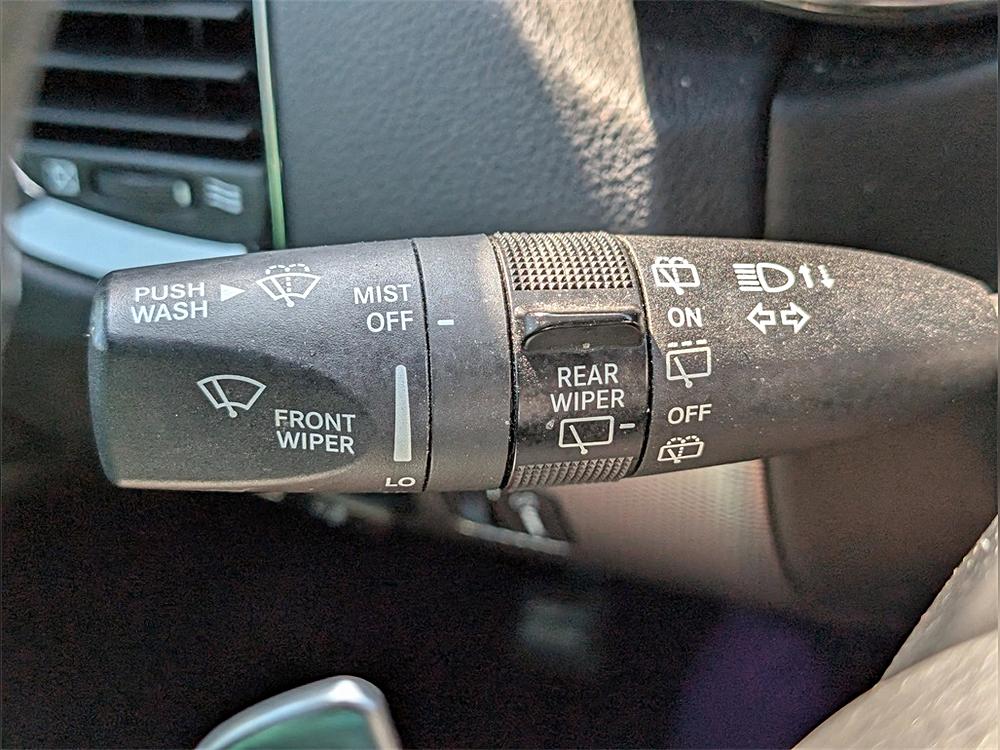 PUSH
WASH
MIST
OFF
FRONT
WIPER
LO
REAR
WIPER
ON
OFF